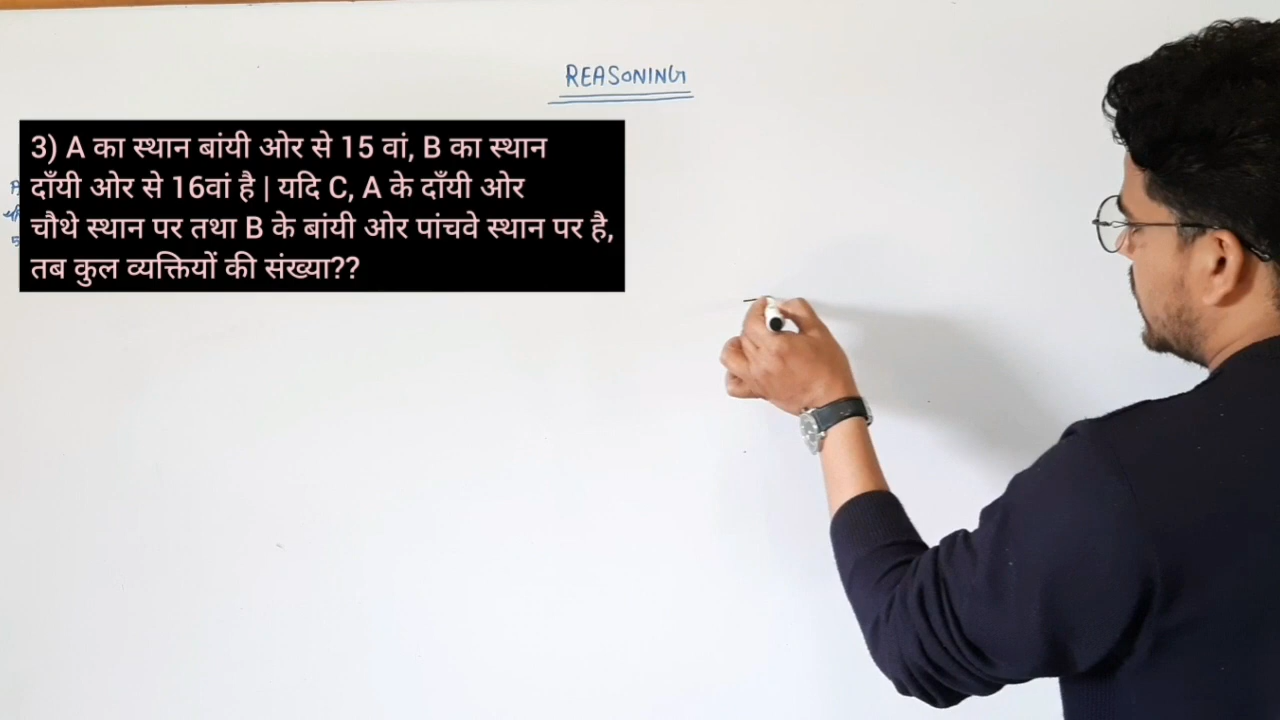 REASONING
3) A का स्थान बांयी ओर से 15 वां, B का स्थान
दाँयी ओर से 16वां है | यदि C, A के दाँयी ओर
चौथे स्थान पर तथा B के बांयी ओर पांचवे स्थान पर है,
तब कुल व्यक्तियों की संख्या??